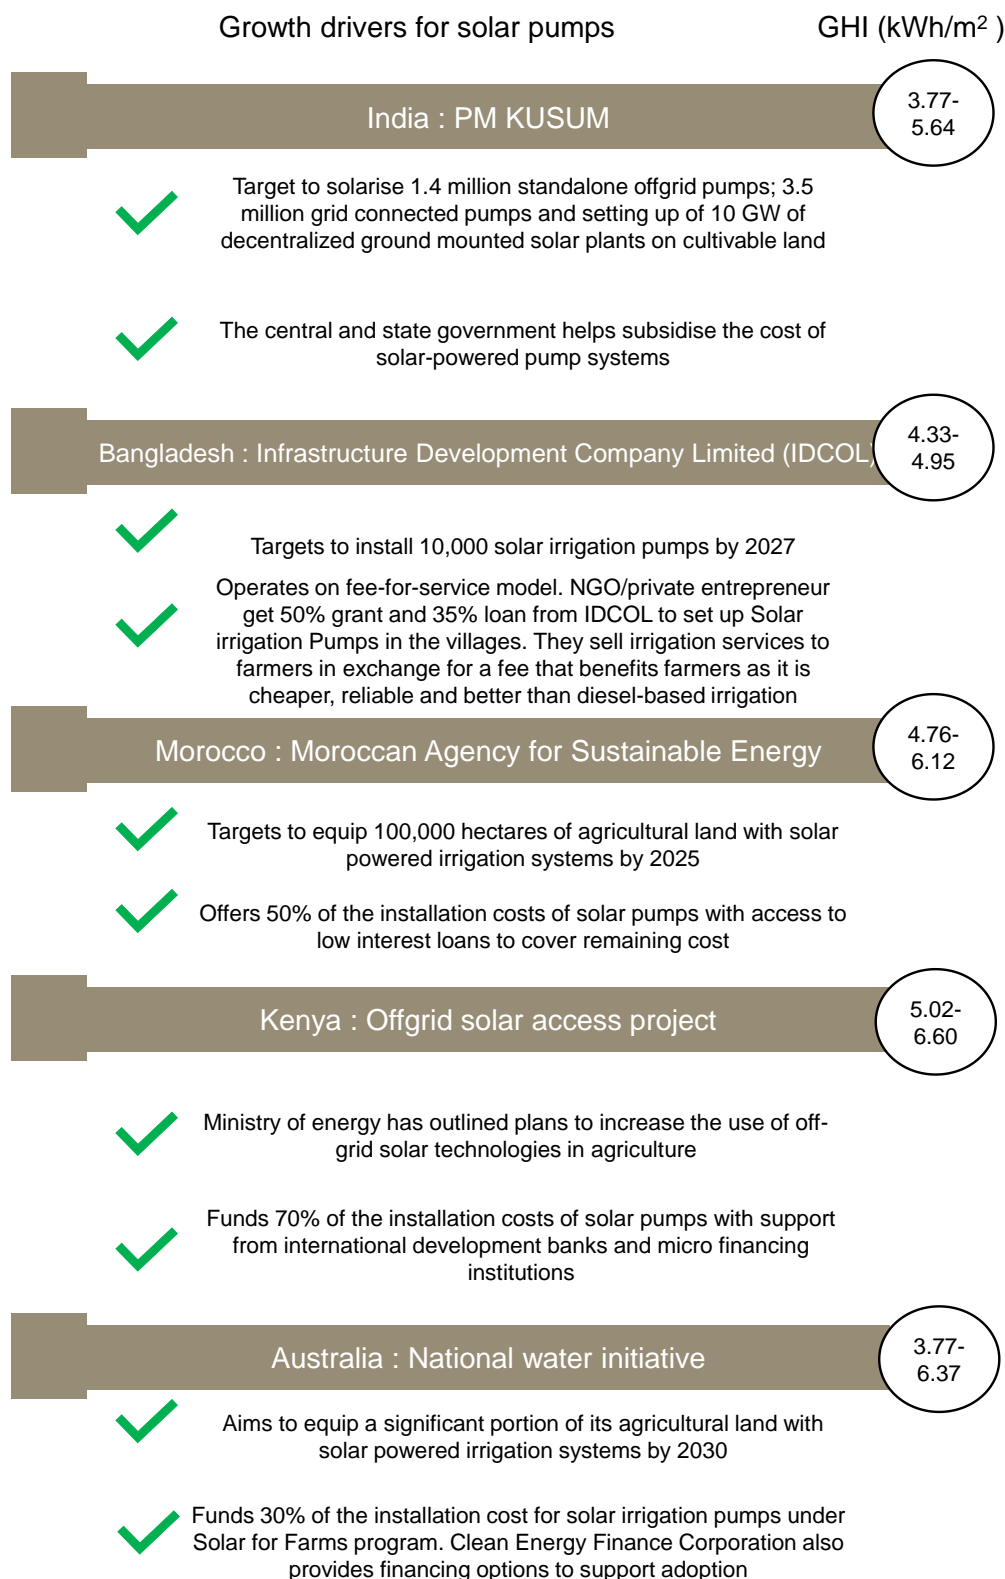 Growth drivers for solar pumps GHI (kWh/m²)
India : PM KUSUM
3.77-
5.64
Target to solarise 1.4 million standalone offgrid pumps; 3.5
million grid connected pumps and setting up of 10 GW of
decentralized ground mounted solar plants on cultivable land
The central and state government helps subsidise the cost of
solar-powered pump systems
Bangladesh : Infrastructure Development Company Limited (IDCOL)
4.33-
4.95
Targets to install 10,000 solar irrigation pumps by 2027
Operates on fee-for-service model. NGO/private entrepreneur
get 50% grant and 35% loan from IDCOL to set up Solar
irrigation Pumps in the villages. They sell irrigation services to
farmers in exchange for a fee that benefits farmers as it is
cheaper, reliable and better than diesel-based irrigation
Morocco : Moroccan Agency for Sustainable Energy
4.76-
6.12
Targets to equip 100,000 hectares of agricultural land with solar
powered irrigation systems by 2025
Offers 50% of the installation costs of solar pumps with access to
low interest loans to cover remaining cost
Kenya : Offgrid solar access project
5.02-
6.60
Ministry of energy has outlined plans to increase the use of off-
grid solar technologies in agriculture
Funds 70% of the installation costs of solar pumps with support
from international development banks and micro financing
institutions
Australia : National water initiative
3.77-
6.37
Aims to equip a significant portion of its agricultural land with
solar powered irrigation systems by 2030
Funds 30% of the installation cost for solar irrigation pumps under
Solar for Farms program. Clean Energy Finance Corporation also
provides financing options to support adoption